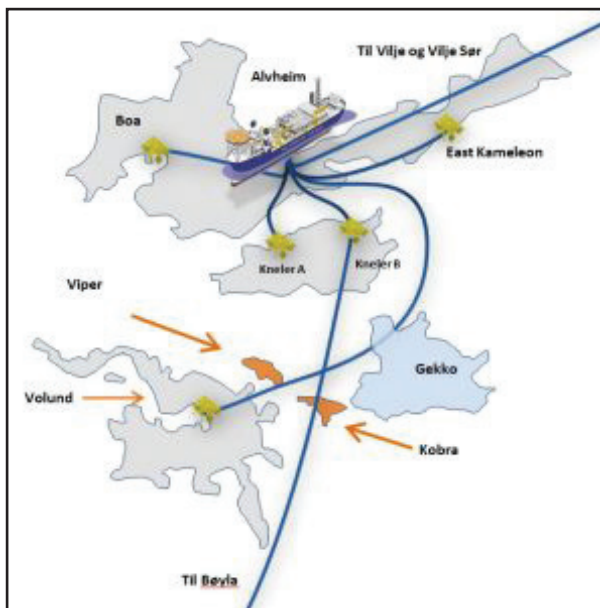 Til Vilje og Vilje Sør
Alvheim
Boa
East Kameleon
Kneler A
Kneler B
Viper
Gekko
Volund
Kobra
Til Bøyla